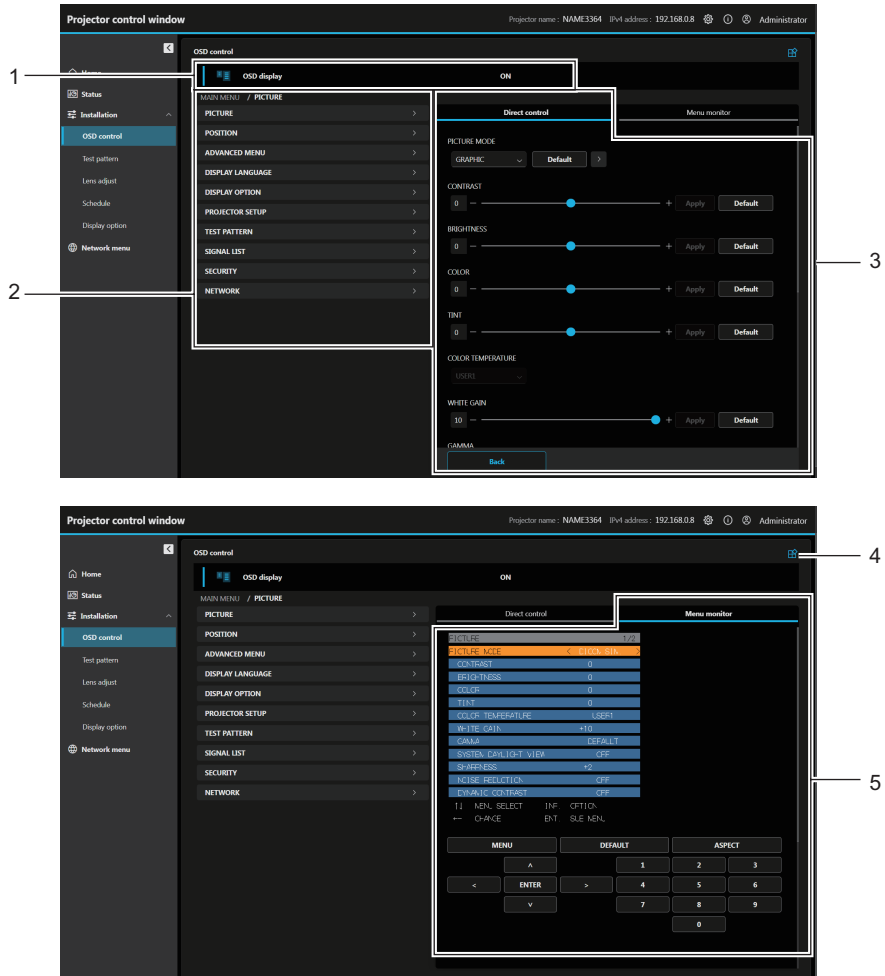 Projector control window Projector name : NAME3364 IPv4 address : 192.168.0.8 Administrator
OSD control
1
OSD display ON
Home
Status
Installation
OSD control
Test pattern
Lens adjust
Schedule
Display option
Network menu
2
MAIN MENU / PICTURE
PICTURE
POSITION
ADVANCED MENU
DISPLAY LANGUAGE
DISPLAY OPTION
PROJECTOR SETUP
TEST PATTERN
SIGNAL LIST
SECURITY
NETWORK
Direct control Menu monitor
PICTURE MODE
GRAPHIC Default
CONTRAST
0 − + Apply Default
BRIGHTNESS
0 − + Apply Default
COLOR
0 − + Apply Default
TINT
0 − + Apply Default
COLOR TEMPERATURE
USER1
WHITE GAIN
10 − + Apply Default
GAMMA
Back
3
Projector control window Projector name : NAME3364 IPv4 address : 192.168.0.8 Administrator
OSD control
4
OSD display ON
Home
Status
Installation
OSD control
Test pattern
Lens adjust
Schedule
Display option
Network menu
MAIN MENU / PICTURE
PICTURE
POSITION
ADVANCED MENU
DISPLAY LANGUAGE
DISPLAY OPTION
PROJECTOR SETUP
TEST PATTERN
SIGNAL LIST
SECURITY
NETWORK
Direct control Menu monitor
PICTURE 1/2
PICTURE MODE < DICOM SIM. >
CONTRAST 0
BRIGHTNESS 0
COLOR 0
TINT 0
COLOR TEMPERATURE USER1
WHITE GAIN +10
GAMMA DEFAULT
SYSTEM DAYLIGHT VIEW OFF
SHARPNESS +2
NOISE REDUCTION OFF
DYNAMIC CONTRAST OFF
↑↓ MENU SELECT INF. OPTION
CHANGE ENT SUB MENU
MENU DEFAULT ASPECT
∧ 1 2 3
< ENTER > 4 5 6
∨ 7 8 9
0
5